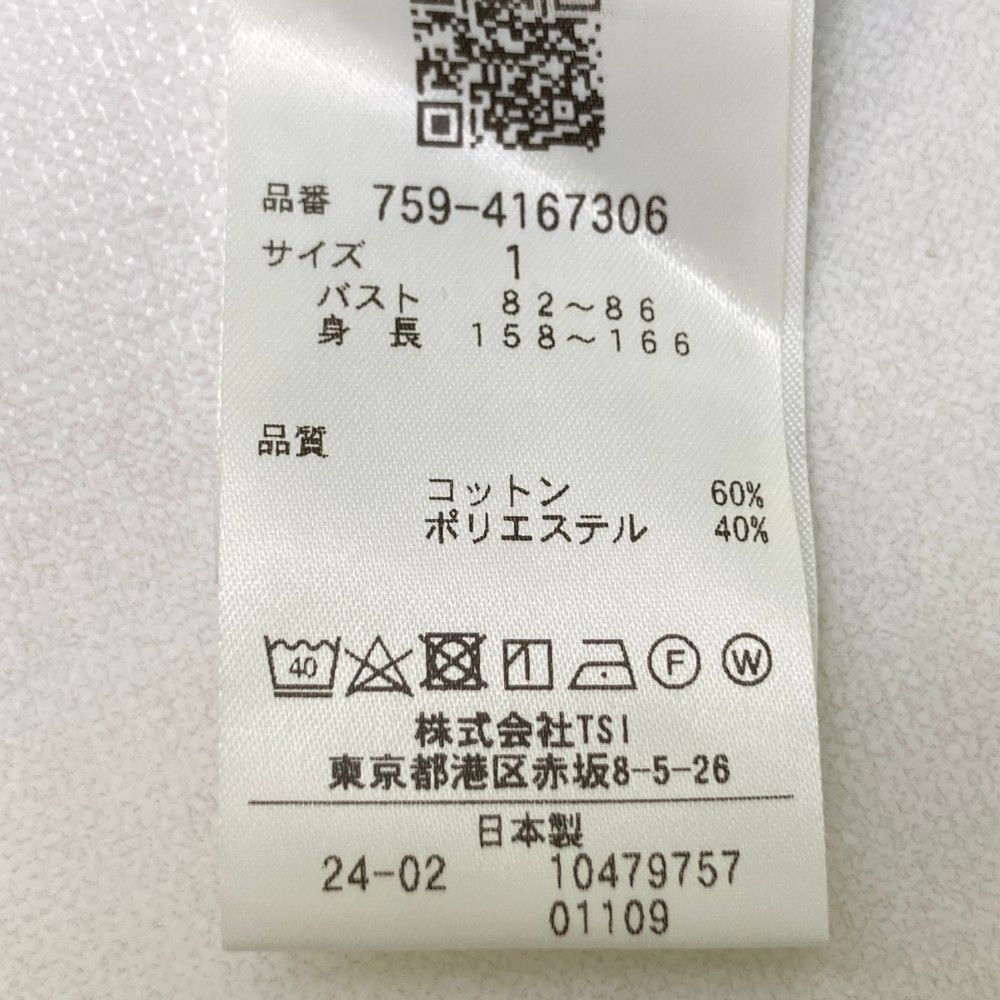 品番 759-4167306
サイズ 1
バスト 82～86
身長 158～166
品質
コットン 60%
ポリエステル 40%
40 F W
株式会社TSI
東京都港区赤坂8-5-26
日本製
24-02 10479757
01109